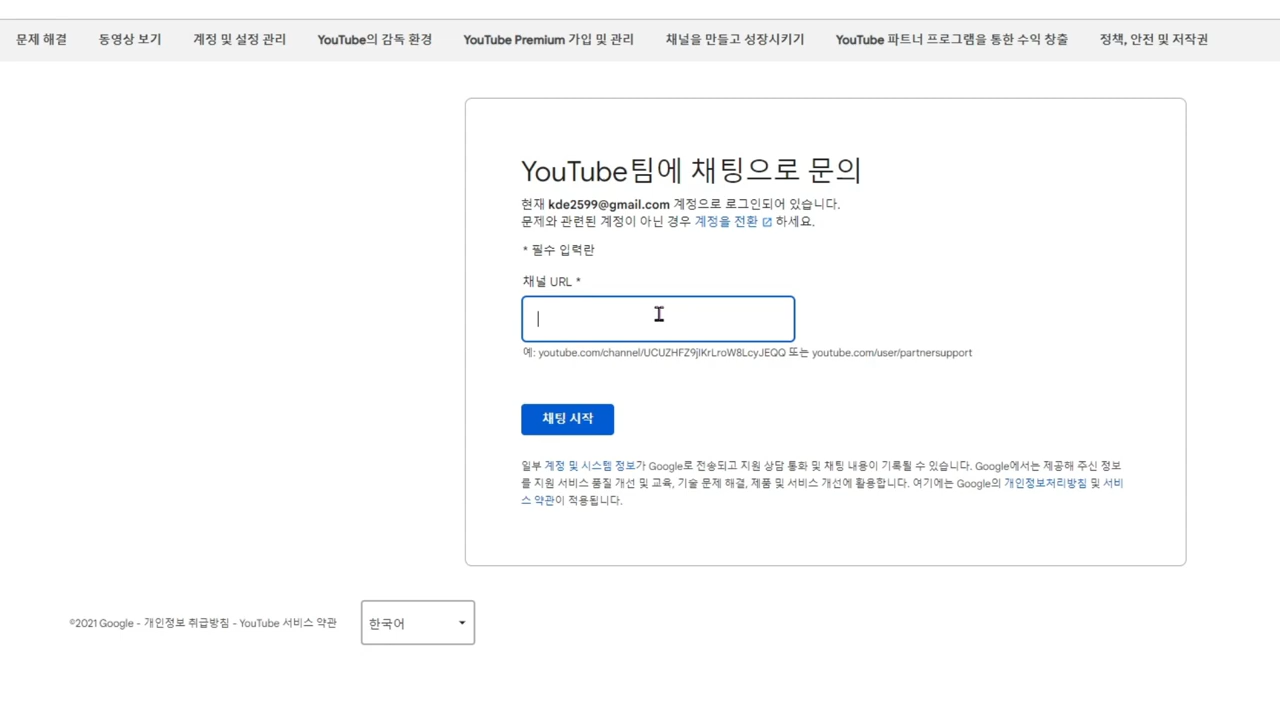 문제 해결 동영상 보기 계정 및 설정 관리 YouTube의 감독 환경 YouTube Premium 가입 및 관리 채널을 만들고 성장시키기 YouTube 파트너 프로그램을 통한 수익 창출 정책, 안전 및 저작권
YouTube팀에 채팅으로 문의
현재 kde2599@gmail.com 계정으로 로그인되어 있습니다.
문제와 관련된 계정이 아닌 경우 계정을 전환 하세요.
* 필수 입력란
채널 URL *
예: youtube.com/channel/UCUZHFZ9jIKrLroW8LcyJEQQ 또는 youtube.com/user/partnersupport
채팅 시작
일부 계정 및 시스템 정보가 Google로 전송되고 지원 상담 통화 및 채팅 내용이 기록될 수 있습니다. Google에서는 제공해 주신 정보
를 지원 서비스 품질 개선 및 교육, 기술 문제 해결, 제품 및 서비스 개선에 활용합니다. 여기에는 Google의 개인정보처리방침 및 서비
스 약관이 적용됩니다.
©2021 Google - 개인정보 취급방침 - YouTube 서비스 약관 한국어